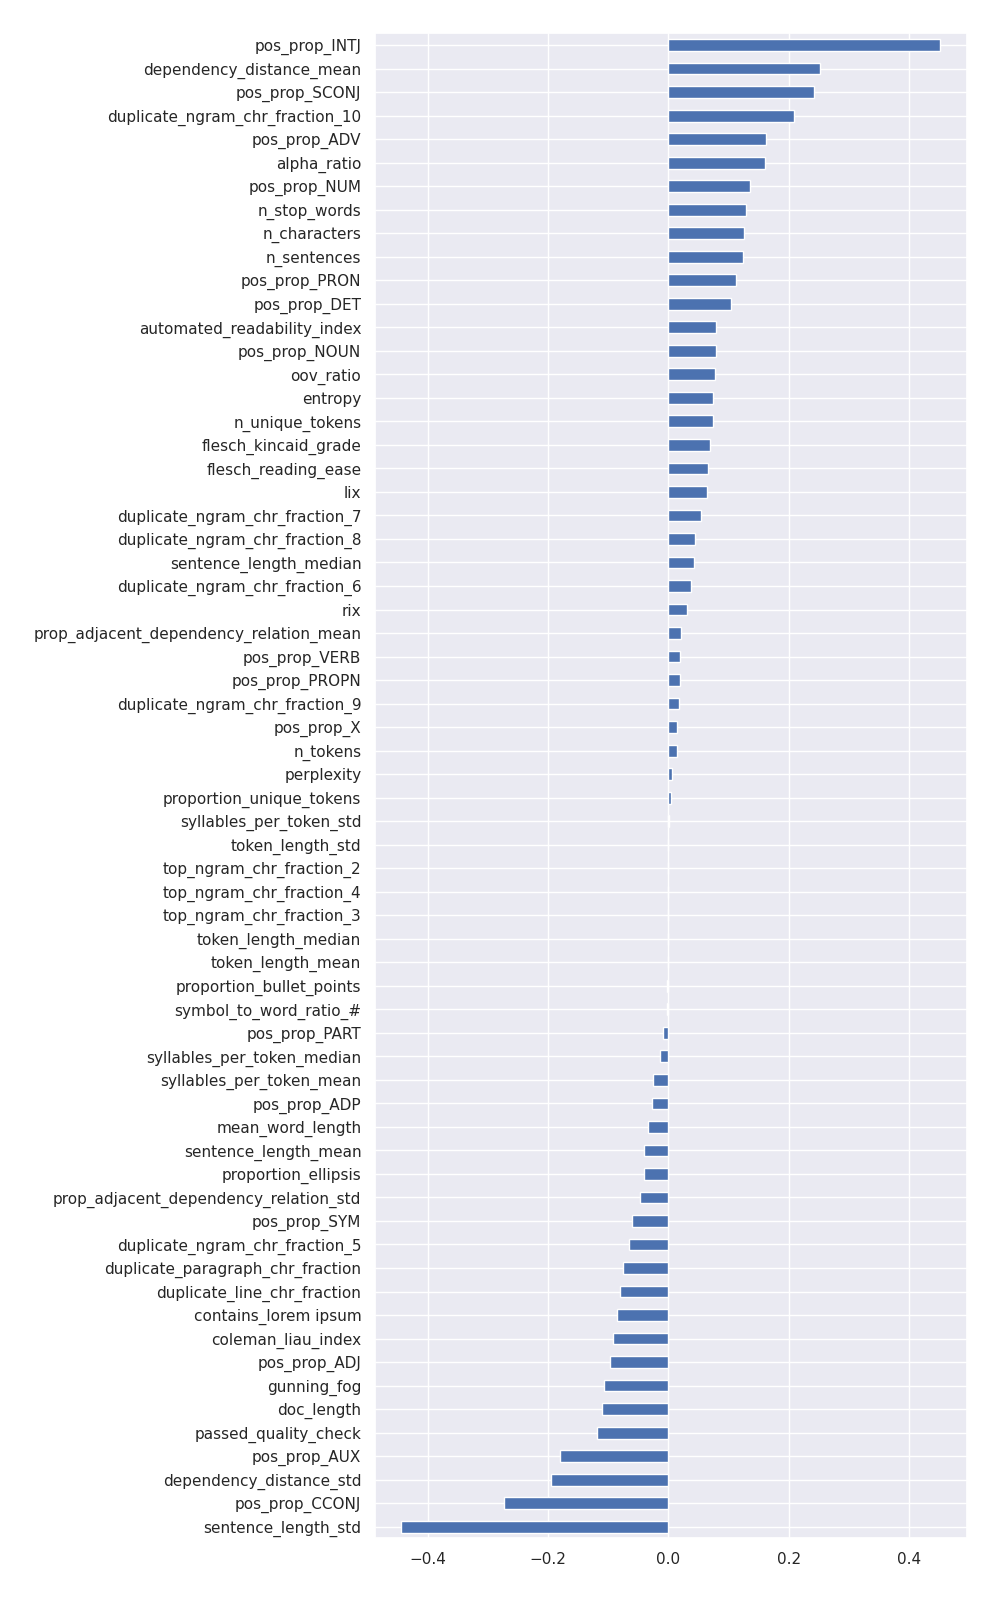 pos_prop_INTJ
dependency_distance_mean
pos_prop_SCONJ
duplicate_ngram_chr_fraction_10
pos_prop_ADV
alpha_ratio
pos_prop_NUM
n_stop_words
n_characters
n_sentences
pos_prop_PRON
pos_prop_DET
automated_readability_index
pos_prop_NOUN
oov_ratio
entropy
n_unique_tokens
flesch_kincaid_grade
flesch_reading_ease
lix
duplicate_ngram_chr_fraction_7
duplicate_ngram_chr_fraction_8
sentence_length_median
duplicate_ngram_chr_fraction_6
rix
prop_adjacent_dependency_relation_mean
pos_prop_VERB
pos_prop_PROPN
duplicate_ngram_chr_fraction_9
pos_prop_X
n_tokens
perplexity
proportion_unique_tokens
syllables_per_token_std
token_length_std
top_ngram_chr_fraction_2
top_ngram_chr_fraction_4
top_ngram_chr_fraction_3
token_length_median
token_length_mean
proportion_bullet_points
symbol_to_word_ratio_#
pos_prop_PART
syllables_per_token_median
syllables_per_token_mean
pos_prop_ADP
mean_word_length
sentence_length_mean
proportion_ellipsis
prop_adjacent_dependency_relation_std
pos_prop_SYM
duplicate_ngram_chr_fraction_5
duplicate_paragraph_chr_fraction
duplicate_line_chr_fraction
contains_lorem ipsum
coleman_liau_index
pos_prop_ADJ
gunning_fog
doc_length
passed_quality_check
pos_prop_AUX
dependency_distance_std
pos_prop_CCONJ
sentence_length_std
−0.4 −0.2 0.0 0.2 0.4